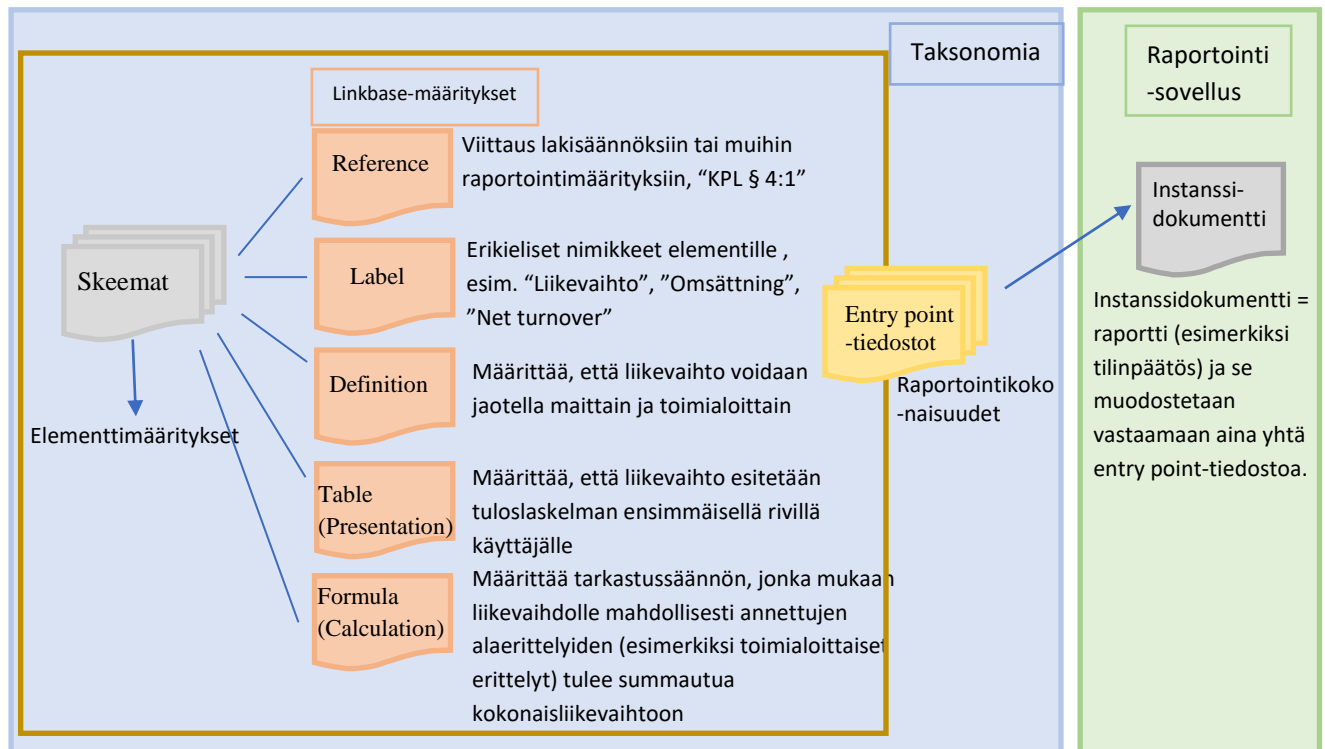 Taksonomia
Linkbase-määritykset
Skeemat
Elementtimääritykset
Reference
Viittaus lakisäännöksiin tai muihin
raportointimäärityksiin, “KPL § 4:1”
Label
Erikieliset nimikkeet elementille ,
esim. “Liikevaihto”, ”Omsättning”,
”Net turnover”
Definition
Määrittää, että liikevaihto voidaan
jaotella maittain ja toimialoittain
Table
(Presentation)
Määrittää, että liikevaihto esitetään
tuloslaskelman ensimmäisellä rivillä
käyttäjälle
Formula
(Calculation)
Määrittää tarkastussäännön, jonka mukaan
liikevaihdolle mahdollisesti annettujen
alaerittelyiden (esimerkiksi toimialoittaiset
erittelyt) tulee summautua
kokonaisliikevaihtoon
Entry point
-tiedostot
Raportointikoko
-naisuudet
Raportointi
-sovellus
Instanssi-
dokumentti
Instanssidokumentti =
raportti (esimerkiksi
tilinpäätös) ja se
muodostetaan
vastaamaan aina yhtä
entry point-tiedostoa.